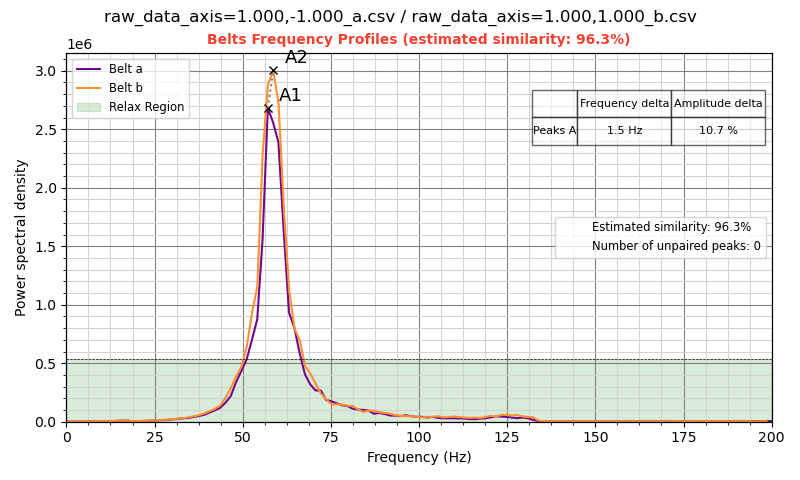 raw_data_axis=1.000,-1.000_a.csv / raw_data_axis=1.000,1.000_b.csv
Belts Frequency Profiles (estimated similarity: 96.3%)
1e6
Belt a
Belt b
Relax Region
A2
A1
Frequency delta Amplitude delta
Peaks A 1.5 Hz 10.7 %
Estimated similarity: 96.3%
Number of unpaired peaks: 0
Power spectral density
3.0
2.5
2.0
1.5
1.0
0.5
0.0
0 25 50 75 100 125 150 175 200
Frequency (Hz)